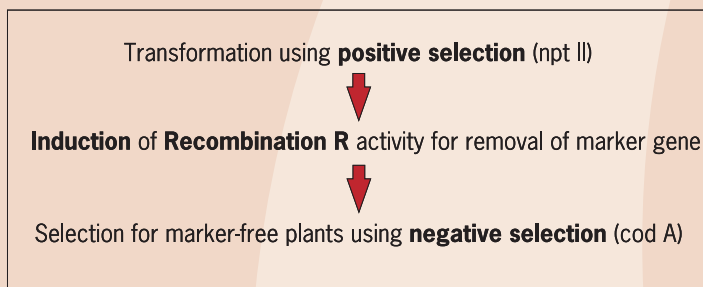 Transformation using positive selection (npt II)
Induction of Recombination R activity for removal of marker gene
Selection for marker-free plants using negative selection (cod A)